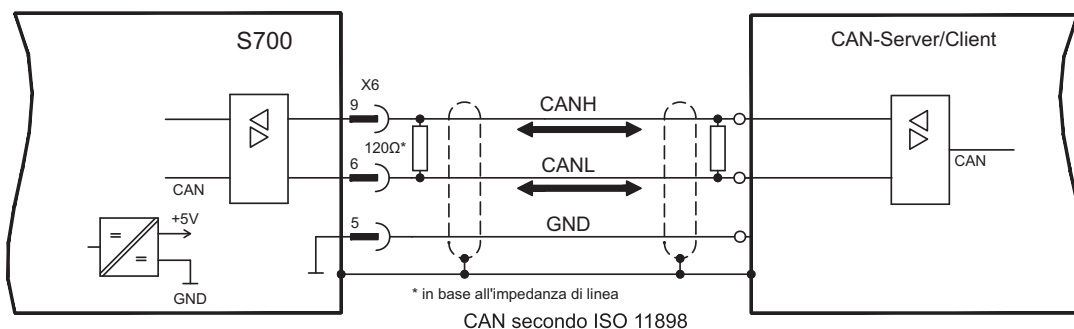 S700
CAN-Server/Client
X6
9
CANH
120Ω*
6
CANL
CAN
CAN
+5V
5
GND
=
=
GND
* in base all'impedanza di linea
CAN secondo ISO 11898